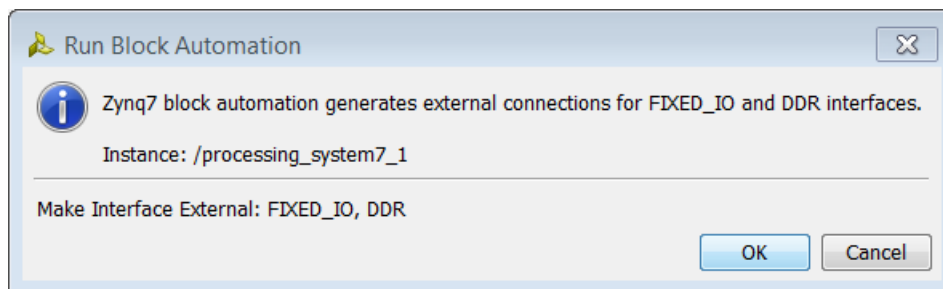 Run Block Automation
Zynq7 block automation generates external connections for FIXED_IO and DDR interfaces.
Instance: /processing_system7_1
Make Interface External: FIXED_IO, DDR
OK Cancel